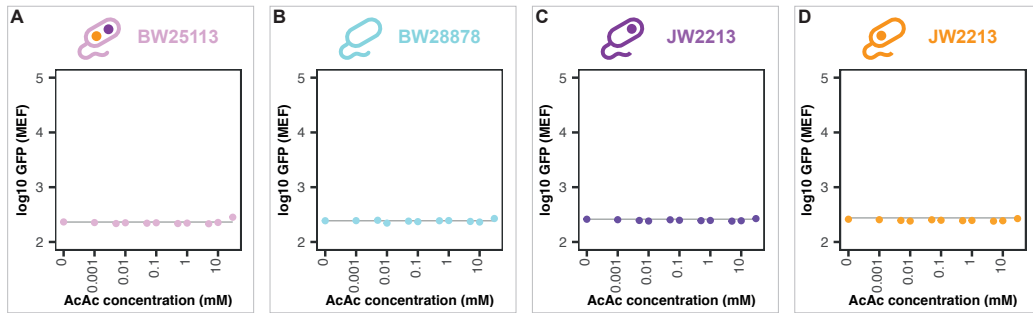 A
BW25113
log10 GFP (MEF)
5
4
3
2
0
0.001
0.01
0.1
1
10
AcAc concentration (mM)
B
BW28878
log10 GFP (MEF)
5
4
3
2
0
0.001
0.01
0.1
1
10
AcAc concentration (mM)
C
JW2213
log10 GFP (MEF)
5
4
3
2
0
0.001
0.01
0.1
1
10
AcAc concentration (mM)
D
JW2213
log10 GFP (MEF)
5
4
3
2
0
0.001
0.01
0.1
1
10
AcAc concentration (mM)